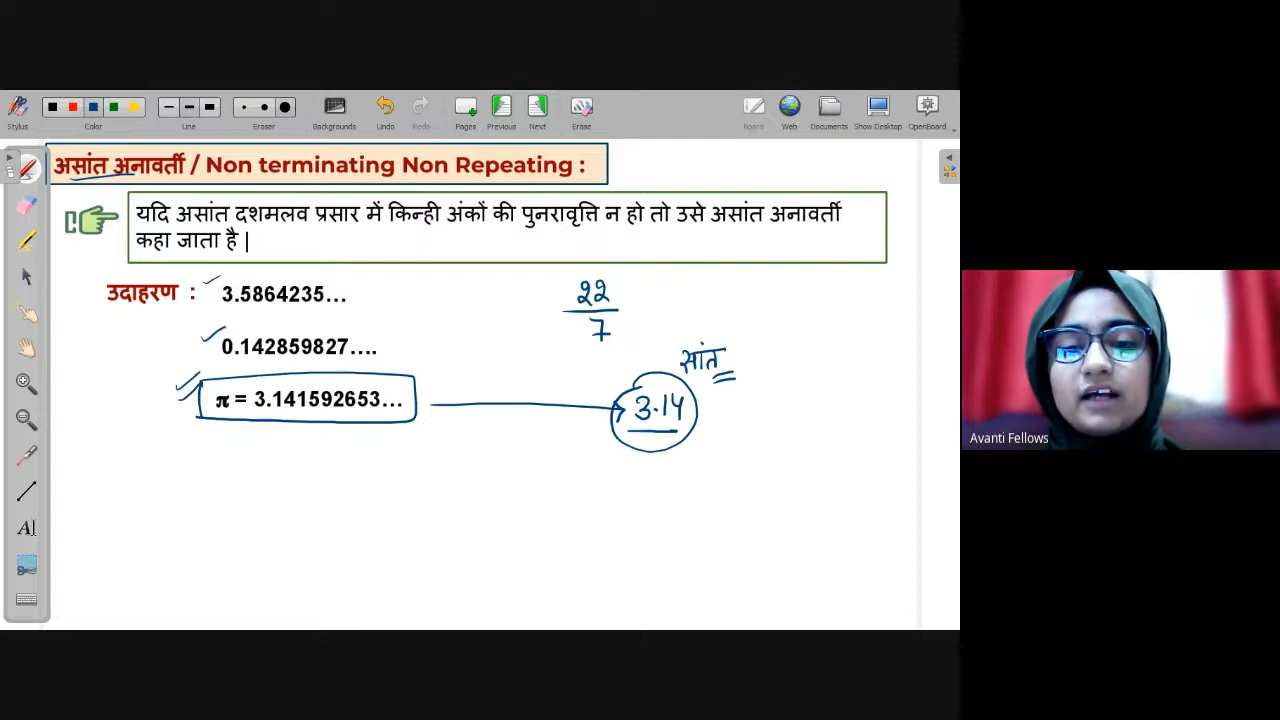 Stylus
Color
Line
Eraser
Backgrounds
Undo
Redo
Pages
Previous
Next
Erase
Board
Web
Documents
Show Desktop
OpenBoard
असांत अनावर्ती / Non terminating Non Repeating :
यदि असांत दशमलव प्रसार में किन्ही अंकों की पुनरावृत्ति न हो तो उसे असांत अनावर्ती
कहा जाता है |
उदाहरण : 3.5864235...
22
7
0.142859827....
सांत
π = 3.141592653...
3.14
Avanti Fellows
A